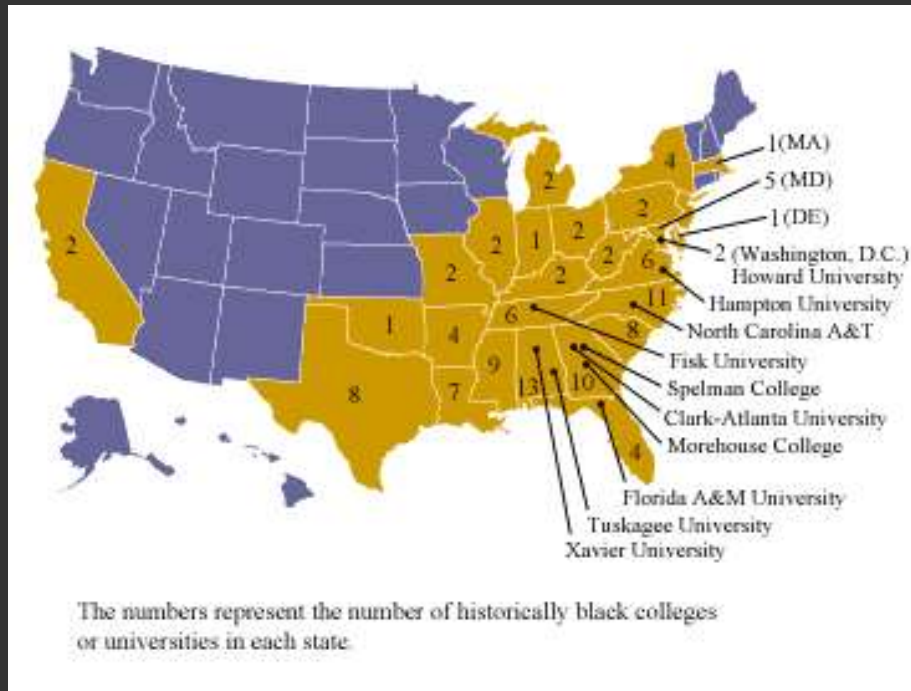 1 (MA)
4
5 (MD)
2
1 (DE)
2
2
2
1
2
2 (Washington, D.C.)
Howard University
2
2
2
6
Hampton University
11
1
4
6
North Carolina A&T
8
Fisk University
9
8
7
13
10
Spelman College
Clark-Atlanta University
Morehouse College
4
Florida A&M University
Tuskagee University
Xavier University
The numbers represent the number of historically black colleges
or universities in each state.